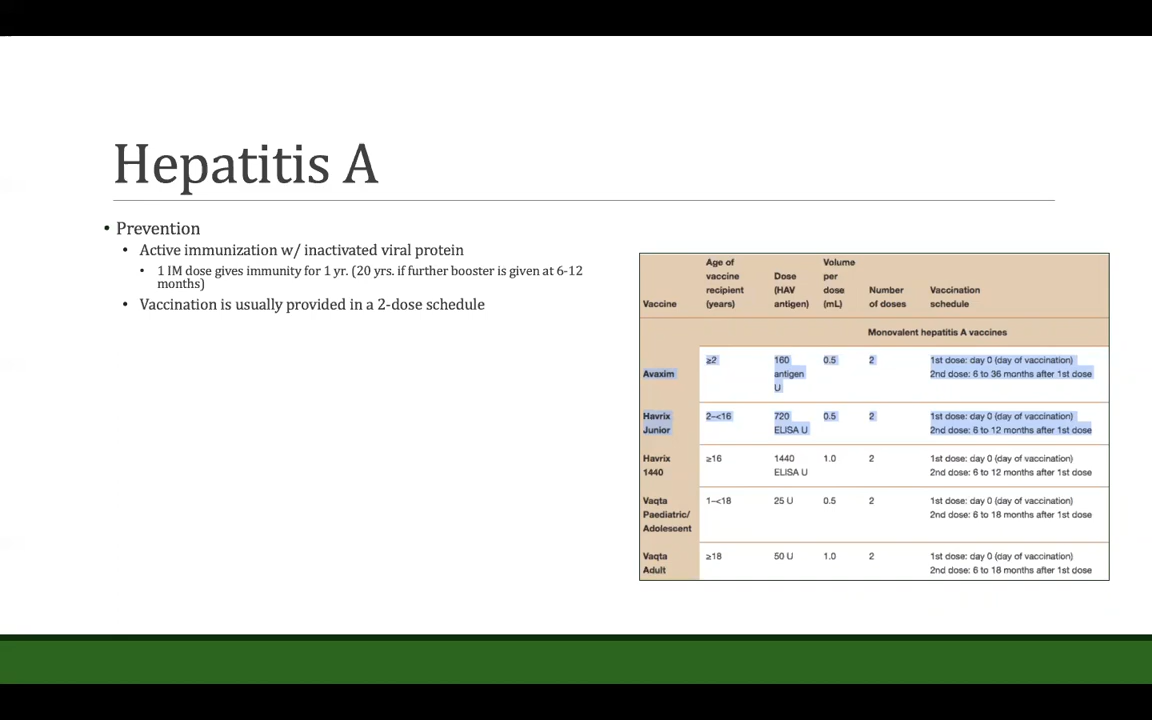 Hepatitis A
• Prevention
• Active immunization w/ inactivated viral protein
• 1 IM dose gives immunity for 1 yr. (20 yrs. if further booster is given at 6-12
months)
• Vaccination is usually provided in a 2-dose schedule
Vaccine Age of vaccine recipient (years) Dose (HAV antigen) Volume per dose (mL) Number of doses Vaccination schedule
Monovalent hepatitis A vaccines
Avaxim ≥2 160 antigen U 0.5 2 1st dose: day 0 (day of vaccination)
2nd dose: 6 to 36 months after 1st dose
Havrix Junior 2–<16 720 ELISA U 0.5 2 1st dose: day 0 (day of vaccination)
2nd dose: 6 to 12 months after 1st dose
Havrix 1440 ≥16 1440 ELISA U 1.0 2 1st dose: day 0 (day of vaccination)
2nd dose: 6 to 12 months after 1st dose
Vaqta Paediatric/ Adolescent 1–<18 25 U 0.5 2 1st dose: day 0 (day of vaccination)
2nd dose: 6 to 18 months after 1st dose
Vaqta Adult ≥18 50 U 1.0 2 1st dose: day 0 (day of vaccination)
2nd dose: 6 to 18 months after 1st dose